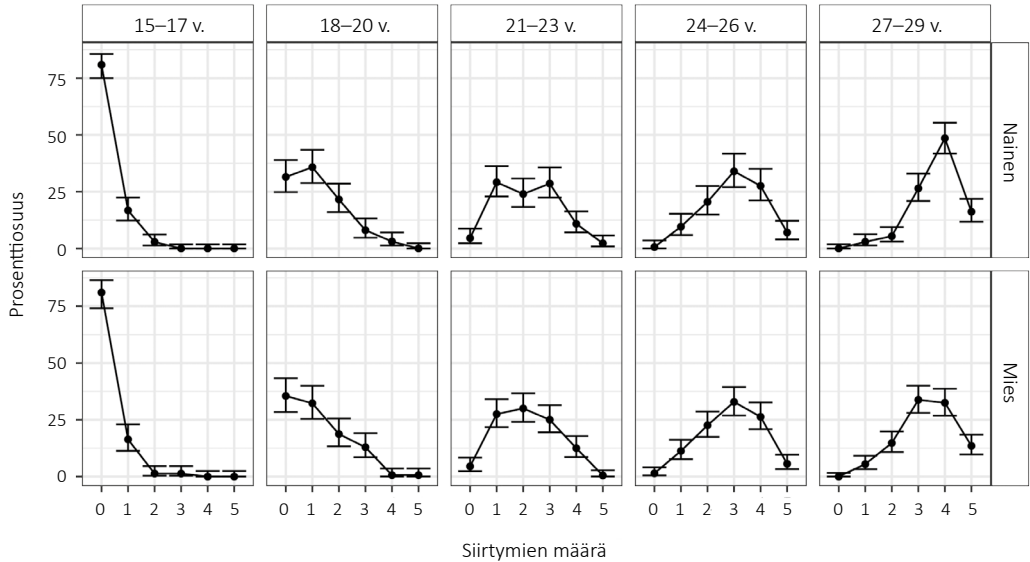 15–17 v. 18–20 v. 21–23 v. 24–26 v. 27–29 v.
Prosenttiosuus
75
50
25
0
Nainen
75
50
25
0
Mies
0 1 2 3 4 5 0 1 2 3 4 5 0 1 2 3 4 5 0 1 2 3 4 5 0 1 2 3 4 5
Siirtymien määrä